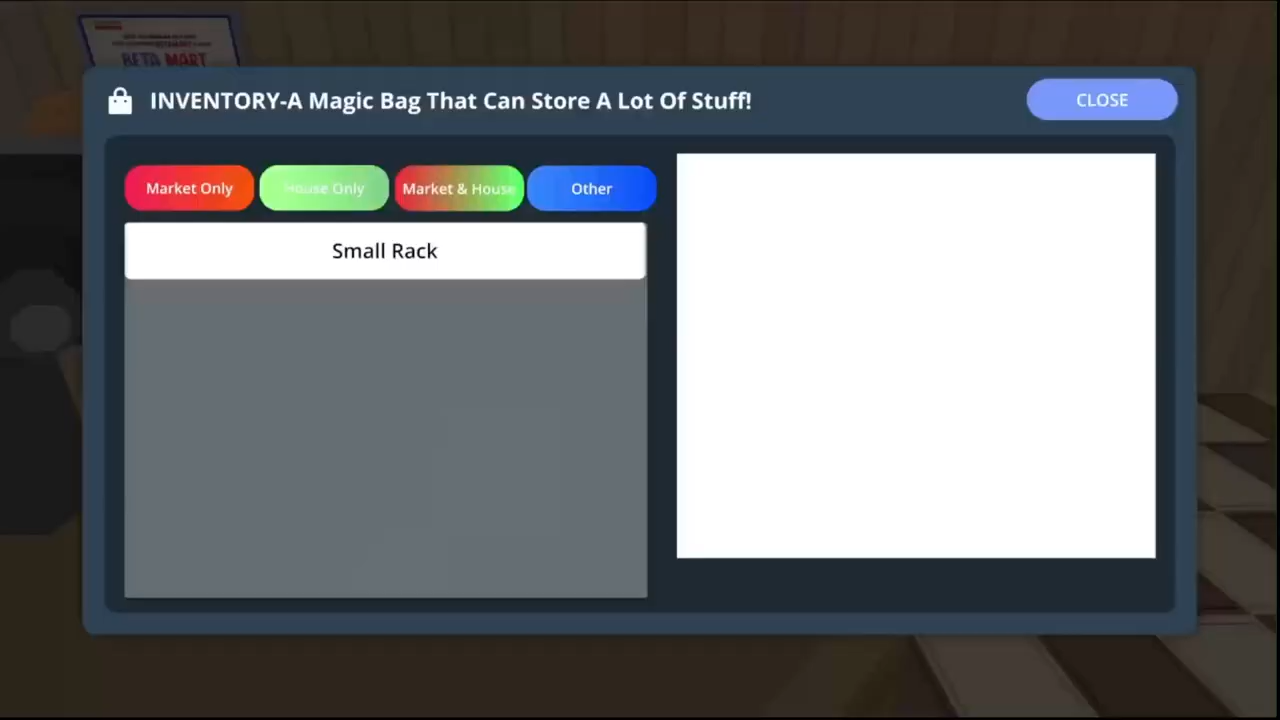 BETA MART
INVENTORY-A Magic Bag That Can Store A Lot Of Stuff!
CLOSE
Market Only
House Only
Market & House
Other
Small Rack